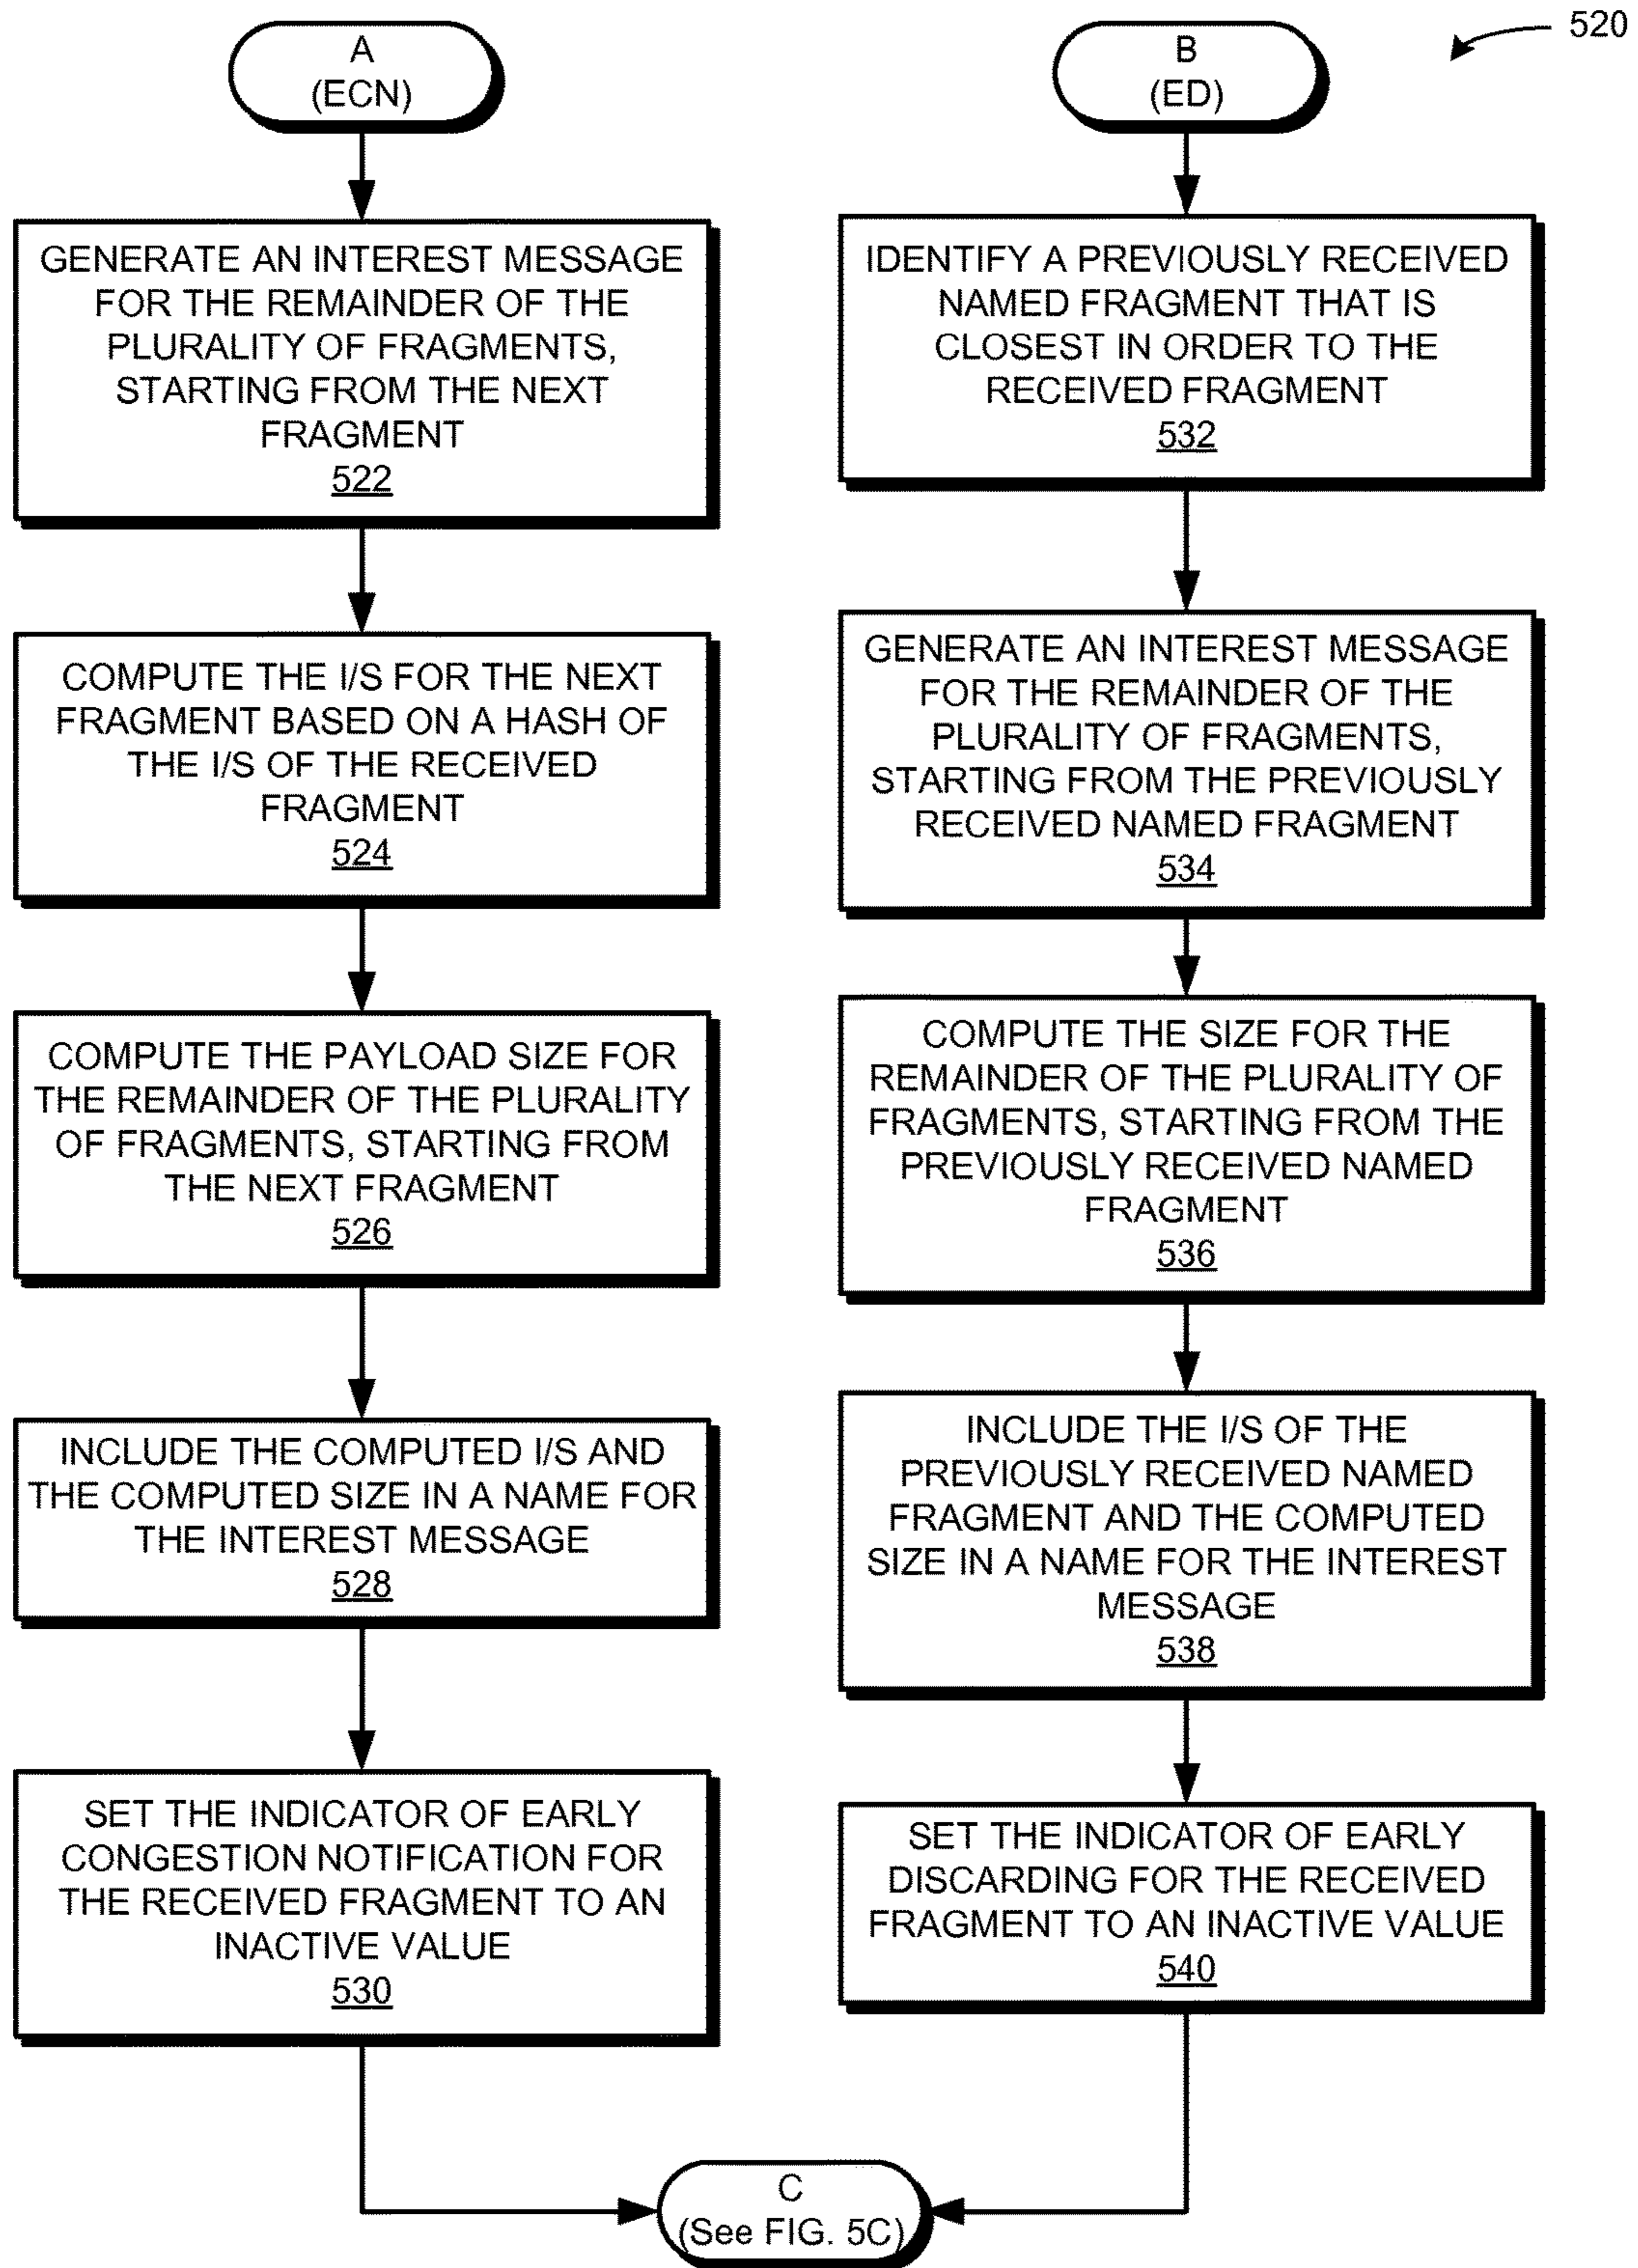 520
A
(ECN)
GENERATE AN INTEREST MESSAGE
FOR THE REMAINDER OF THE
PLURALITY OF FRAGMENTS,
STARTING FROM THE NEXT
FRAGMENT
522
COMPUTE THE I/S FOR THE NEXT
FRAGMENT BASED ON A HASH OF
THE I/S OF THE RECEIVED
FRAGMENT
524
COMPUTE THE PAYLOAD SIZE FOR
THE REMAINDER OF THE PLURALITY
OF FRAGMENTS, STARTING FROM
THE NEXT FRAGMENT
526
INCLUDE THE COMPUTED I/S AND
THE COMPUTED SIZE IN A NAME FOR
THE INTEREST MESSAGE
528
SET THE INDICATOR OF EARLY
CONGESTION NOTIFICATION FOR
THE RECEIVED FRAGMENT TO AN
INACTIVE VALUE
530
B
(ED)
IDENTIFY A PREVIOUSLY RECEIVED
NAMED FRAGMENT THAT IS
CLOSEST IN ORDER TO THE
RECEIVED FRAGMENT
532
GENERATE AN INTEREST MESSAGE
FOR THE REMAINDER OF THE
PLURALITY OF FRAGMENTS,
STARTING FROM THE PREVIOUSLY
RECEIVED NAMED FRAGMENT
534
COMPUTE THE SIZE FOR THE
REMAINDER OF THE PLURALITY OF
FRAGMENTS, STARTING FROM THE
PREVIOUSLY RECEIVED NAMED
FRAGMENT
536
INCLUDE THE I/S OF THE
PREVIOUSLY RECEIVED NAMED
FRAGMENT AND THE COMPUTED
SIZE IN A NAME FOR THE INTEREST
MESSAGE
538
SET THE INDICATOR OF EARLY
DISCARDING FOR THE RECEIVED
FRAGMENT TO AN INACTIVE VALUE
540
C
(See FIG. 5C)